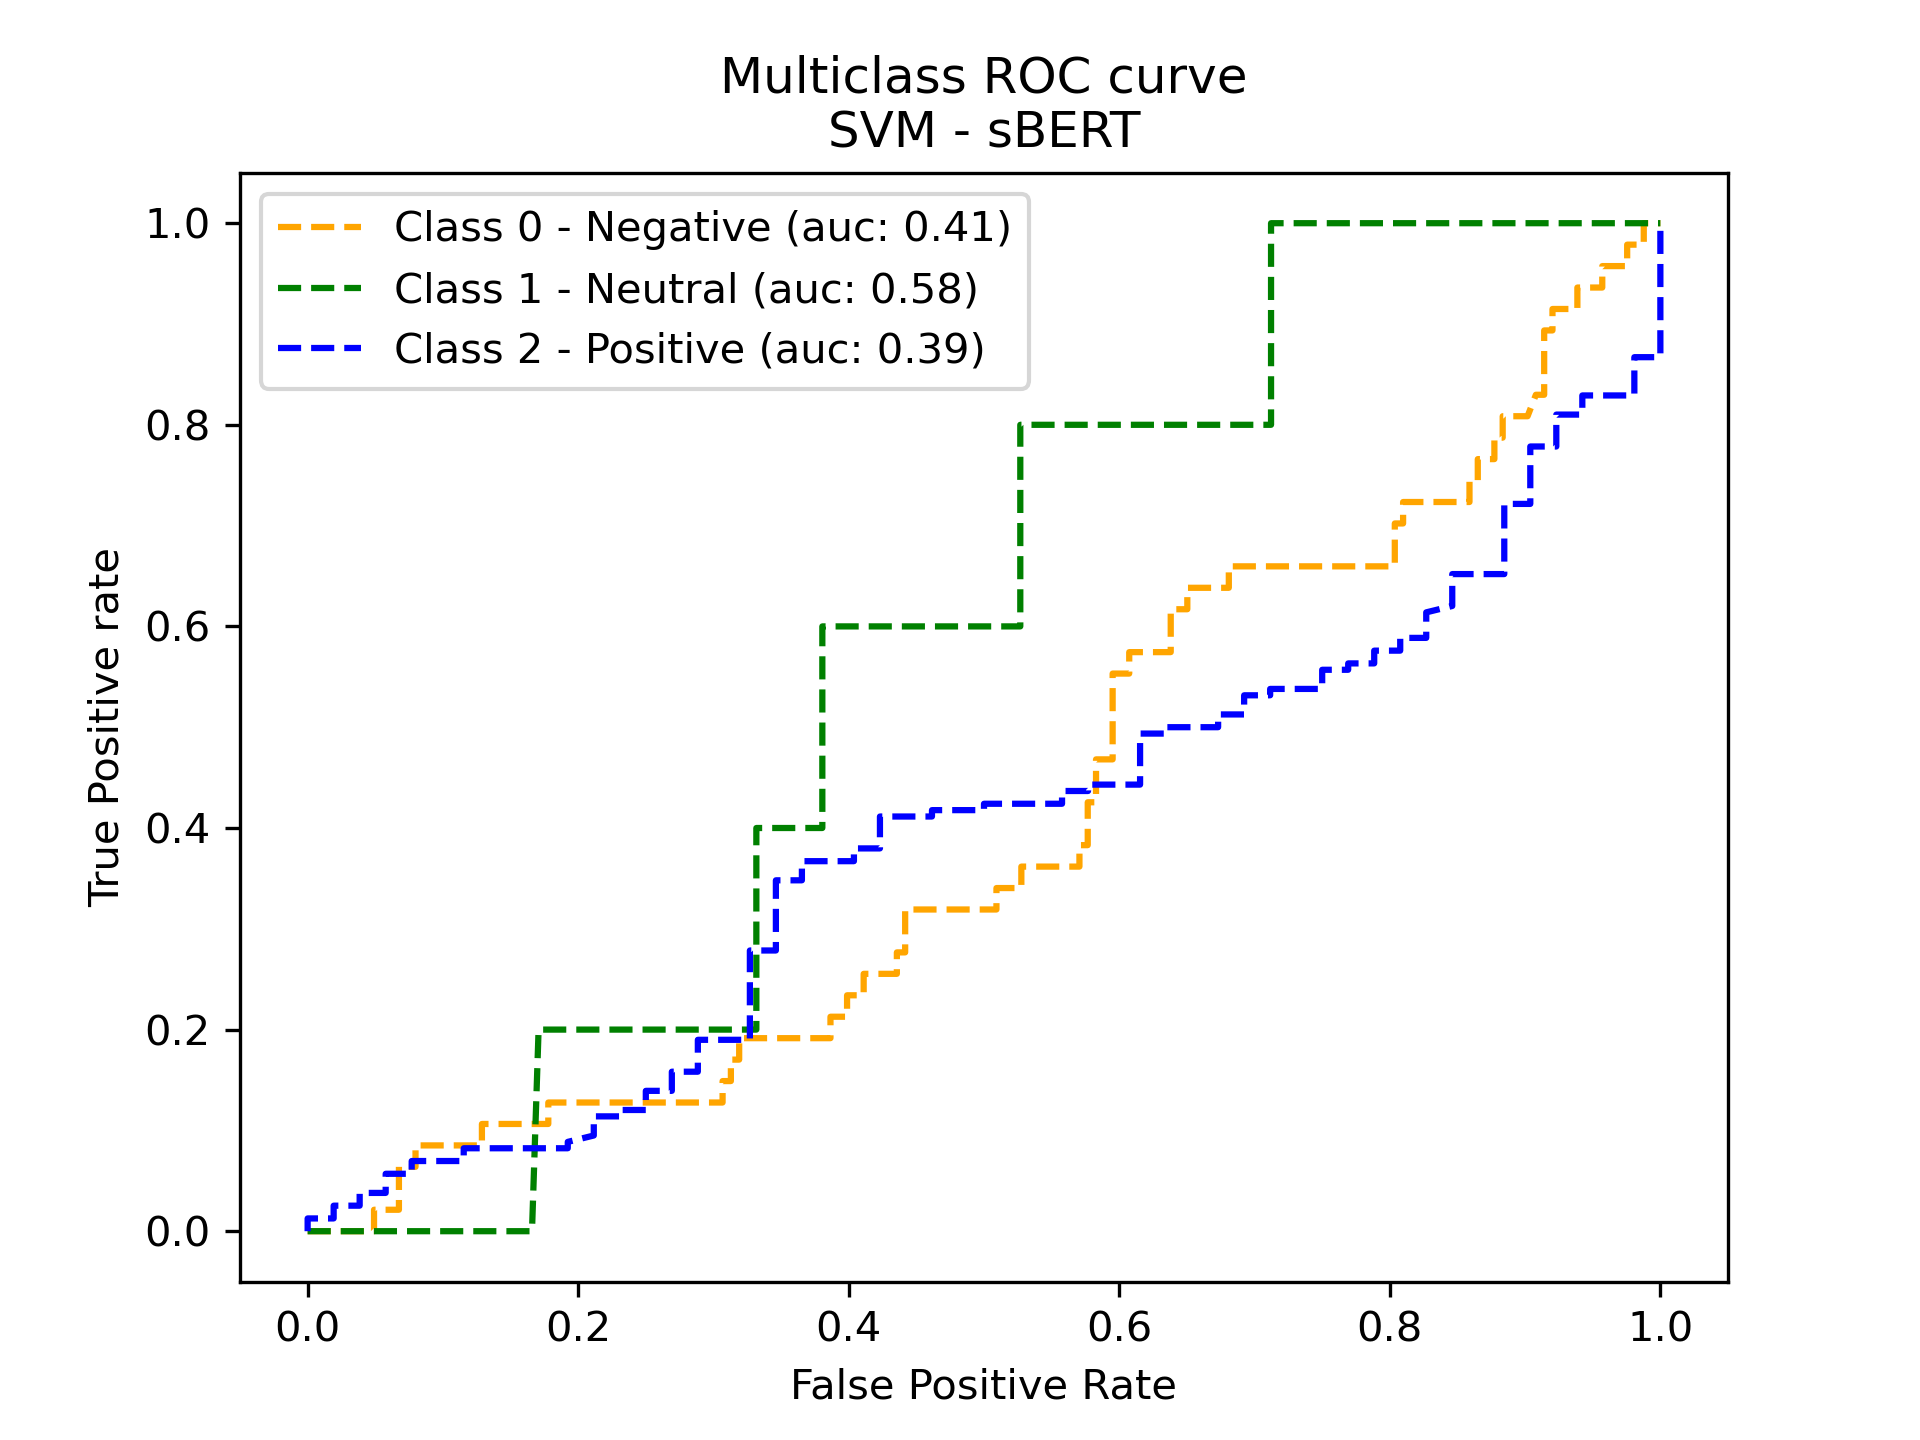 Multiclass ROC curve
SVM - sBERT
Class 0 - Negative (auc: 0.41)
Class 1 - Neutral (auc: 0.58)
Class 2 - Positive (auc: 0.39)
True Positive rate
1.0
0.8
0.6
0.4
0.2
0.0
0.0 0.2 0.4 0.6 0.8 1.0
False Positive Rate